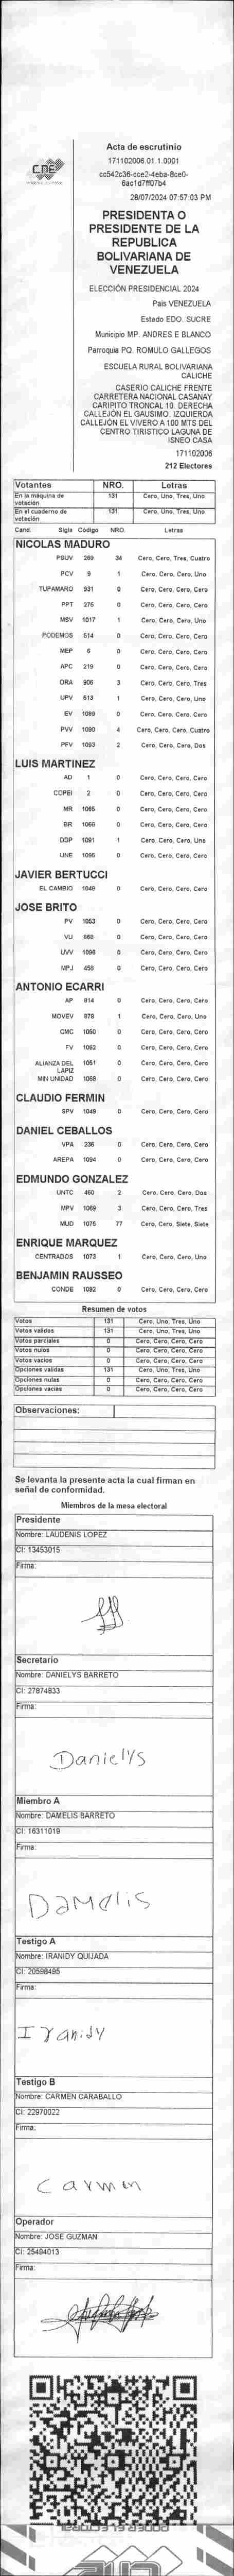 Acta de escrutinio
171102006.01.1.0001
cc542c36-cce2-4eba-8ce0-
6ac1d7ff07b4
28/07/2024 07:57:03 PM
CNE
PRESIDENTA O
PRESIDENTE DE LA
REPUBLICA
BOLIVARIANA DE
VENEZUELA
ELECCIÓN PRESIDENCIAL 2024
País VENEZUELA
Estado EDO. SUCRE
Municipio MP. ANDRES E BLANCO
Parroquia PQ. ROMULO GALLEGOS
ESCUELA RURAL BOLIVARIANA
CALICHE
CASERIO CALICHE FRENTE
CARRETERA NACIONAL CASANAY
CARIPITO TRONCAL 10. DERECHA
CALLEJÓN EL GAUSIMO. IZQUIERDA
CALLEJÓN EL VIVERO A 100 MTS DEL
CENTRO TIRISTICO LAGUNA DE
ISNEO CASA
171102006
212 Electores
Votantes NRO. Letras
En la máquina de votación 131 Cero, Uno, Tres, Uno
En el cuaderno de votación 131 Cero, Uno, Tres, Uno
Cand. Sigla Código NRO. Letras
NICOLAS MADURO
PSUV 269 34 Cero, Cero, Tres, Cuatro
PCV 9 1 Cero, Cero, Cero, Uno
TUPAMARO 931 0 Cero, Cero, Cero, Cero
PPT 276 0 Cero, Cero, Cero, Cero
MSV 1017 1 Cero, Cero, Cero, Uno
PODEMOS 514 0 Cero, Cero, Cero, Cero
MEP 6 0 Cero, Cero, Cero, Cero
APC 219 0 Cero, Cero, Cero, Cero
ORA 906 3 Cero, Cero, Cero, Tres
UPV 513 1 Cero, Cero, Cero, Uno
EV 1089 0 Cero, Cero, Cero, Cero
PVV 1090 4 Cero, Cero, Cero, Cuatro
PFV 1093 2 Cero, Cero, Cero, Dos
LUIS MARTINEZ
AD 1 0 Cero, Cero, Cero, Cero
COPEI 2 0 Cero, Cero, Cero, Cero
MR 1065 0 Cero, Cero, Cero, Cero
BR 1066 0 Cero, Cero, Cero, Cero
DDP 1091 1 Cero, Cero, Cero, Uno
UNE 1095 0 Cero, Cero, Cero, Cero
JAVIER BERTUCCI
EL CAMBIO 1048 0 Cero, Cero, Cero, Cero
JOSE BRITO
PV 1053 0 Cero, Cero, Cero, Cero
VU 860 0 Cero, Cero, Cero, Cero
UVV 1096 0 Cero, Cero, Cero, Cero
MPJ 458 0 Cero, Cero, Cero, Cero
ANTONIO ECARRI
AP 814 0 Cero, Cero, Cero, Cero
MOVEV 978 1 Cero, Cero, Cero, Uno
CMC 1050 0 Cero, Cero, Cero, Cero
FV 1062 0 Cero, Cero, Cero, Cero
ALIANZA DEL 1051 0 Cero, Cero, Cero, Cero
LAPIZ
MIN UNIDAD 1059 0 Cero, Cero, Cero, Cero
CLAUDIO FERMIN
SPV 1049 0 Cero, Cero, Cero, Cero
DANIEL CEBALLOS
VPA 236 0 Cero, Cero, Cero, Cero
AREPA 1094 0 Cero, Cero, Cero, Cero
EDMUNDO GONZALEZ
UNTC 460 2 Cero, Cero, Cero, Dos
MPV 1069 3 Cero, Cero, Cero, Tres
MUD 1075 77 Cero, Cero, Siete, Siete
ENRIQUE MARQUEZ
CENTRADOS 1073 1 Cero, Cero, Cero, Uno
BENJAMIN RAUSSEO
CONDE 1092 0 Cero, Cero, Cero, Cero
Resumen de votos
Votos 131 Cero, Uno, Tres, Uno
Votos validos 131 Cero, Uno, Tres, Uno
Votos parciales 0 Cero, Cero, Cero, Cero
Votos nulos 0 Cero, Cero, Cero, Cero
Votos vacios 0 Cero, Cero, Cero, Cero
Opciones validas 131 Cero, Uno, Tres, Uno
Opciones nulas 0 Cero, Cero, Cero, Cero
Opciones vacias 0 Cero, Cero, Cero, Cero
Observaciones:
Se levanta la presente acta la cual firman en
señal de conformidad.
Miembros de la mesa electoral
Presidente
Nombre: LAUDENIS LOPEZ
CI: 13453015
Firma:
Secretario
Nombre: DANIELYS BARRETO
CI: 27874833
Firma:
Danielys
Miembro A
Nombre: DAMELIS BARRETO
CI: 16311019
Firma:
Damelis
Testigo A
Nombre: IRANIDY QUIJADA
CI: 20598495
Firma:
Iranidy
Testigo B
Nombre: CARMEN CARABALLO
CI: 22970022
Firma:
Carmen
Operador
Nombre: JOSE GUZMAN
CI: 25494013
Firma:
PODER ELECTORAL
CNE